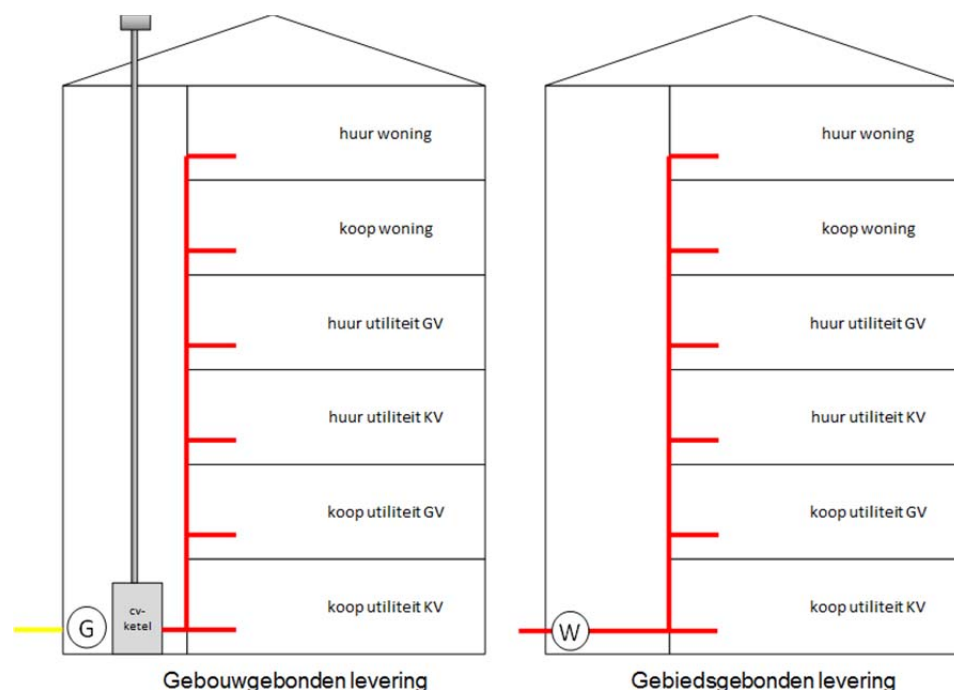 huur woning
koop woning
huur utiliteit GV
huur utiliteit KV
koop utiliteit GV
koop utiliteit KV
G
cv-
ketel
Gebouwgebonden levering
huur woning
koop woning
huur utiliteit GV
huur utiliteit KV
koop utiliteit GV
koop utiliteit KV
W
Gebiedsgebonden levering